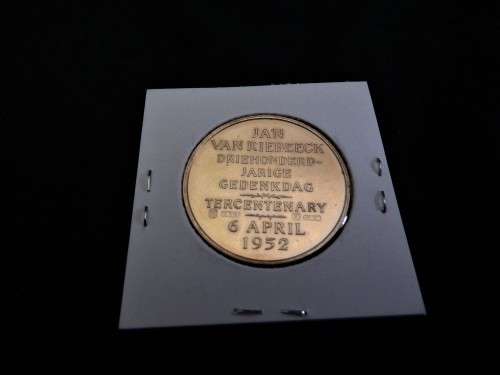 JAN
VAN RIEBEECK
DRIEHONDERD-
JARIGE
GEDENKDAG
TERCENTENARY
6 APRIL
1952